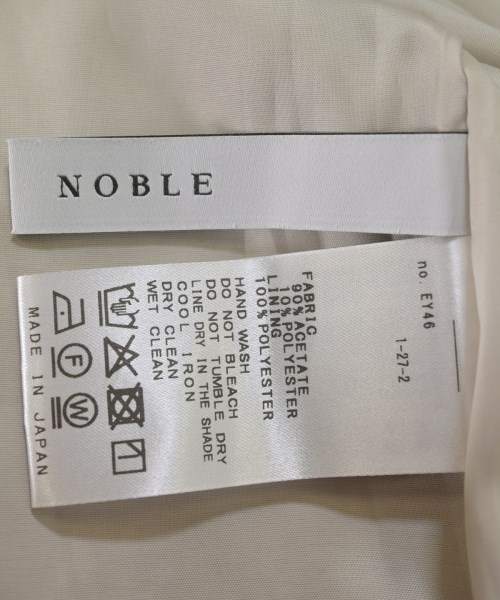 NOBLE
no. EY46
1-27-2
FABRIC
90%ACETATE
10%POLYESTER
LINING
100%POLYESTER
HAND WASH
DO NOT BLEACH
DO NOT TUMBLE DRY
LINE DRY IN THE SHADE
COOL IRON
DRY CLEAN
WET CLEAN
F
W
MADE IN JAPAN